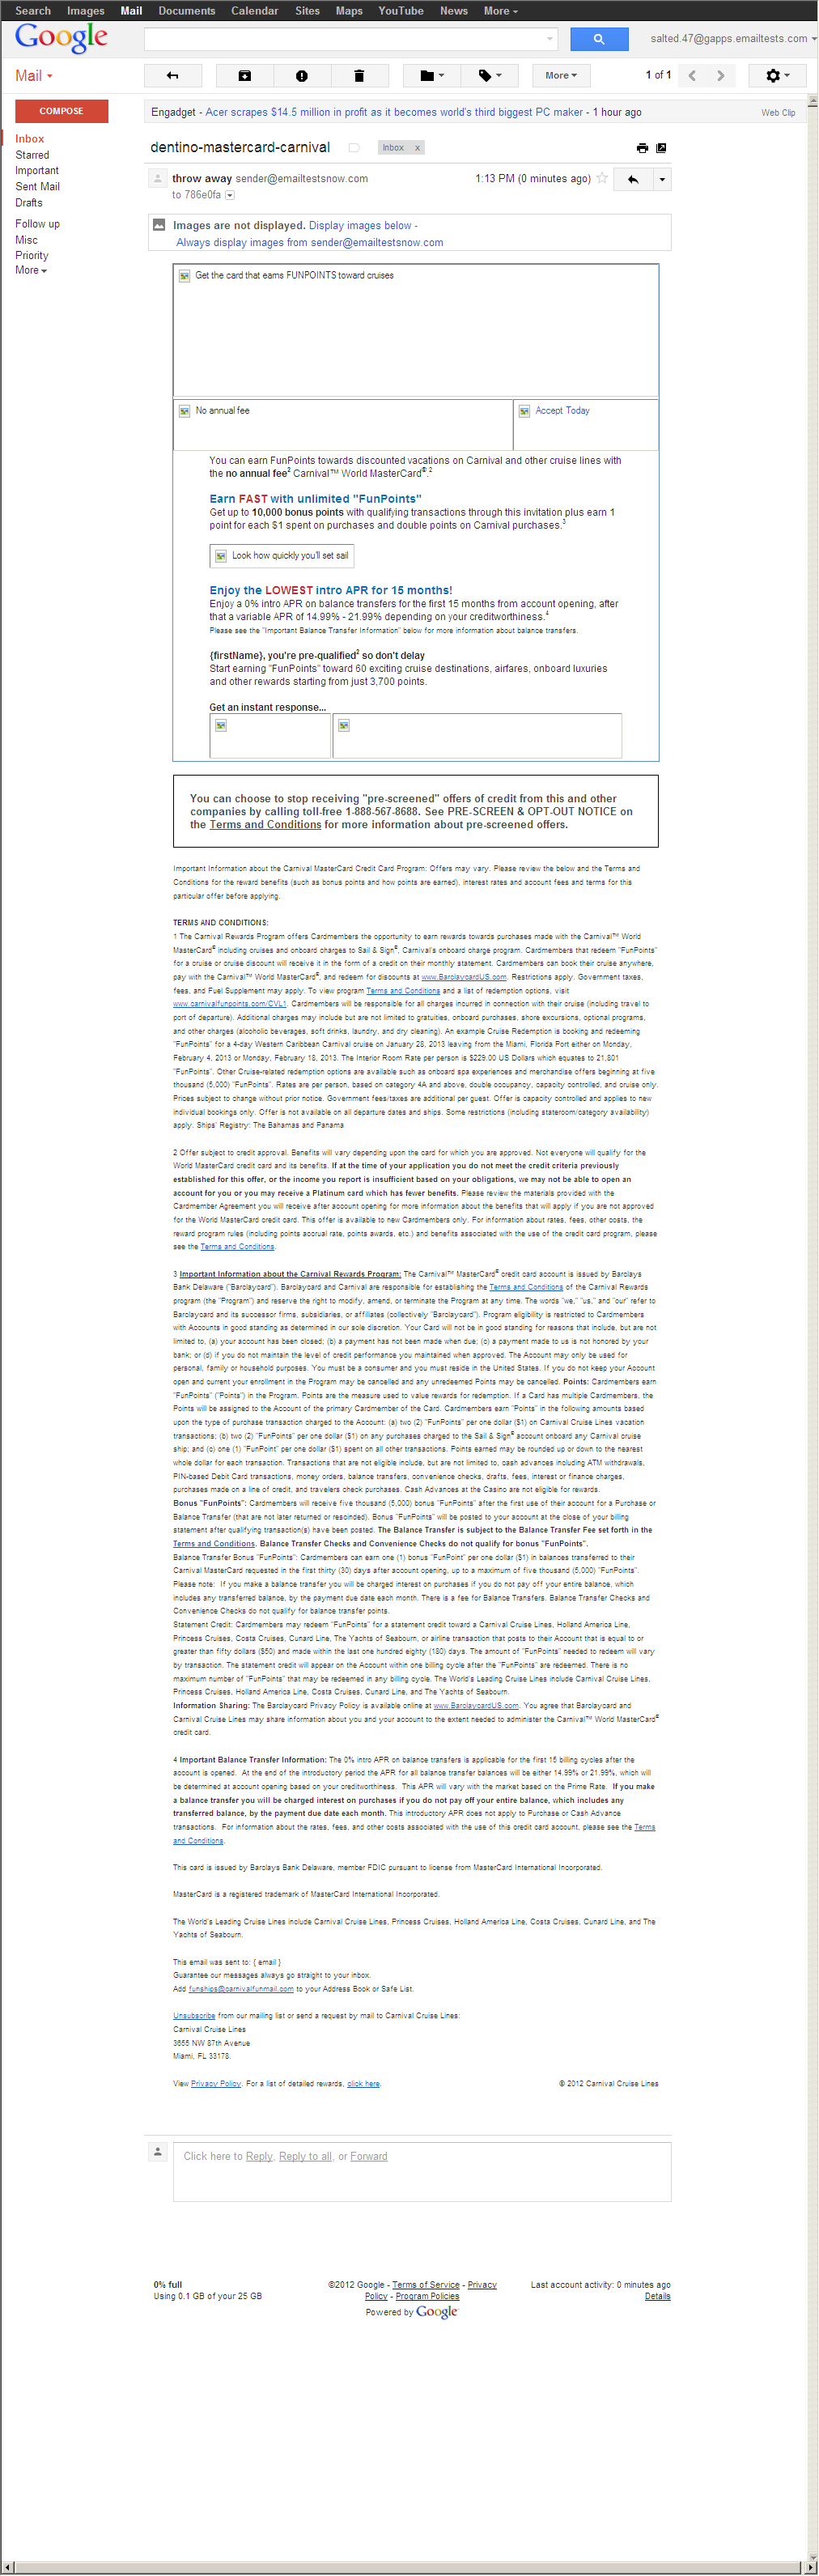 Search Images Mail Documents Calendar Sites Maps YouTube News More
Google
salted.47@gapps.emailtests.com
Mail
More
1 of 1
COMPOSE
Inbox
Starred
Important
Sent Mail
Drafts
Follow up
Misc
Priority
More
Engadget - Acer scrapes $14.5 million in profit as it becomes world's third biggest PC maker - 1 hour ago
Web Clip
dentino-mastercard-carnival
Inbox x
throw away sender@emailtestsnow.com
1:13 PM (0 minutes ago)
to 786e0fa
Images are not displayed. Display images below -
Always display images from sender@emailtestsnow.com
Get the card that earns FUNPOINTS toward cruises
No annual fee
Accept Today
You can earn FunPoints towards discounted vacations on Carnival and other cruise lines with
the no annual fee² Carnival™ World MasterCard®.²
Earn FAST with unlimited "FunPoints"
Get up to 10,000 bonus points with qualifying transactions through this invitation plus earn 1
point for each $1 spent on purchases and double points on Carnival purchases.³
Look how quickly you'll set sail
Enjoy the LOWEST intro APR for 15 months!
Enjoy a 0% intro APR on balance transfers for the first 15 months from account opening, after
that a variable APR of 14.99% - 21.99% depending on your creditworthiness.⁴
Please see the "Important Balance Transfer Information" below for more information about balance transfers.
{firstName}, you're pre-qualified² so don't delay
Start earning "FunPoints" toward 60 exciting cruise destinations, airfares, onboard luxuries
and other rewards starting from just 3,700 points.
Get an instant response...
You can choose to stop receiving "pre-screened" offers of credit from this and other
companies by calling toll-free 1-888-567-8688. See PRE-SCREEN & OPT-OUT NOTICE on
the Terms and Conditions for more information about pre-screened offers.
Important Information about the Carnival MasterCard Credit Card Program: Offers may vary. Please review the below and the Terms and
Conditions for the reward benefits (such as bonus points and how points are earned), interest rates and account fees and terms for this
particular offer before applying.
TERMS AND CONDITIONS:
1 The Carnival Rewards Program offers Cardmembers the opportunity to earn rewards towards purchases made with the Carnival™ World
MasterCard® including cruises and onboard charges to Sail & Sign®, Carnival's onboard charge program. Cardmembers that redeem "FunPoints"
for a cruise or cruise discount will receive it in the form of a credit on their monthly statement. Cardmembers can book their cruise anywhere,
pay with the Carnival™ World MasterCard®, and redeem for discounts at www.BarclaycardUS.com. Restrictions apply. Government taxes,
fees, and Fuel Supplement may apply. To view program Terms and Conditions and a list of redemption options, visit
www.carnivalfunpoints.com/CVL1. Cardmembers will be responsible for all charges incurred in connection with their cruise (including travel to
port of departure). Additional charges may include but are not limited to gratuities, onboard purchases, shore excursions, optional programs,
and other charges (alcoholic beverages, soft drinks, laundry, and dry cleaning). An example Cruise Redemption is booking and redeeming
"FunPoints" for a 4-day Western Caribbean Carnival cruise on January 28, 2013 leaving from the Miami, Florida Port either on Monday,
February 4, 2013 or Monday, February 18, 2013. The Interior Room Rate per person is $229.00 US Dollars which equates to 21,801
"FunPoints". Other Cruise-related redemption options are available such as onboard spa experiences and merchandise offers beginning at five
thousand (5,000) "FunPoints". Rates are per person, based on category 4A and above, double occupancy, capacity controlled, and cruise only.
Prices subject to change without prior notice. Government fees/taxes are additional per guest. Offer is capacity controlled and applies to new
individual bookings only. Offer is not available on all departure dates and ships. Some restrictions (including stateroom/category availability)
apply. Ships' Registry: The Bahamas and Panama
2 Offer subject to credit approval. Benefits will vary depending upon the card for which you are approved. Not everyone will qualify for the
World MasterCard credit card and its benefits. If at the time of your application you do not meet the credit criteria previously
established for this offer, or the income you report is insufficient based on your obligations, we may not be able to open an
account for you or you may receive a Platinum card which has fewer benefits. Please review the materials provided with the
Cardmember Agreement you will receive after account opening for more information about the benefits that will apply if you are not approved
for the World MasterCard credit card. This offer is available to new Cardmembers only. For information about rates, fees, other costs, the
reward program rules (including points accrual rate, points awards, etc.) and benefits associated with the use of the credit card program, please
see the Terms and Conditions.
3 Important Information about the Carnival Rewards Program: The Carnival™ MasterCard® credit card account is issued by Barclays
Bank Delaware ("Barclaycard"). Barclaycard and Carnival are responsible for establishing the Terms and Conditions of the Carnival Rewards
program (the "Program") and reserve the right to modify, amend, or terminate the Program at any time. The words "we," "us," and "our" refer to
Barclaycard and its successor firms, subsidiaries, or affiliates (collectively "Barclaycard"). Program eligibility is restricted to Cardmembers
with Accounts in good standing as determined in our sole discretion. Your Card will not be in good standing for reasons that include, but are not
limited to, (a) your account has been closed; (b) a payment has not been made when due; (c) a payment made to us is not honored by your
bank; or (d) if you do not maintain the level of credit performance you maintained when approved. The Account may only be used for
personal, family or household purposes. You must be a consumer and you must reside in the United States. If you do not keep your Account
open and current your enrollment in the Program may be cancelled and any unredeemed Points may be cancelled. Points: Cardmembers earn
"FunPoints" ("Points") in the Program. Points are the measure used to value rewards for redemption. If a Card has multiple Cardmembers, the
Points will be assigned to the Account of the primary Cardmember of the Card. Cardmembers earn "Points" in the following amounts based
upon the type of purchase transaction charged to the Account: (a) two (2) "FunPoints" per one dollar ($1) on Carnival Cruise Lines vacation
transactions; (b) two (2) "FunPoints" per one dollar ($1) on any purchases charged to the Sail & Sign® account onboard any Carnival cruise
ship; and (c) one (1) "FunPoint" per one dollar ($1) spent on all other transactions. Points earned may be rounded up or down to the nearest
whole dollar for each transaction. Transactions that are not eligible include, but are not limited to, cash advances including ATM withdrawals,
PIN-based Debit Card transactions, money orders, balance transfers, convenience checks, drafts, fees, interest or finance charges,
purchases made on a line of credit, and travelers check purchases. Cash Advances at the Casino are not eligible for rewards.
Bonus "FunPoints": Cardmembers will receive five thousand (5,000) bonus "FunPoints" after the first use of their account for a Purchase or
Balance Transfer (that are not later returned or rescinded). Bonus "FunPoints" will be posted to your account at the close of your billing
statement after qualifying transaction(s) have been posted. The Balance Transfer is subject to the Balance Transfer Fee set forth in the
Terms and Conditions. Balance Transfer Checks and Convenience Checks do not qualify for bonus "FunPoints".
Balance Transfer Bonus "FunPoints": Cardmembers can earn one (1) bonus "FunPoint" per one dollar ($1) in balances transferred to their
Carnival MasterCard requested in the first thirty (30) days after account opening, up to a maximum of five thousand (5,000) "FunPoints".
Please note: If you make a balance transfer you will be charged interest on purchases if you do not pay off your entire balance, which
includes any transferred balance, by the payment due date each month. There is a fee for Balance Transfers. Balance Transfer Checks and
Convenience Checks do not qualify for balance transfer points.
Statement Credit: Cardmembers may redeem "FunPoints" for a statement credit toward a Carnival Cruise Lines, Holland America Line,
Princess Cruises, Costa Cruises, Cunard Line, The Yachts of Seabourn, or airline transaction that posts to their Account that is equal to or
greater than fifty dollars ($50) and made within the last one hundred eighty (180) days. The amount of "FunPoints" needed to redeem will vary
by transaction. The statement credit will appear on the Account within one billing cycle after the "FunPoints" are redeemed. There is no
maximum number of "FunPoints" that may be redeemed in any billing cycle. The World's Leading Cruise Lines include Carnival Cruise Lines,
Princess Cruises, Holland America Line, Costa Cruises, Cunard Line, and The Yachts of Seabourn.
Information Sharing: The Barclaycard Privacy Policy is available online at www.BarclaycardUS.com. You agree that Barclaycard and
Carnival Cruise Lines may share information about you and your account to the extent needed to administer the Carnival™ World MasterCard®
credit card.
4 Important Balance Transfer Information: The 0% intro APR on balance transfers is applicable for the first 15 billing cycles after the
account is opened. At the end of the introductory period the APR for all balance transfer balances will be either 14.99% or 21.99%, which will
be determined at account opening based on your creditworthiness. This APR will vary with the market based on the Prime Rate. If you make
a balance transfer you will be charged interest on purchases if you do not pay off your entire balance, which includes any
transferred balance, by the payment due date each month. This introductory APR does not apply to Purchase or Cash Advance
transactions. For information about the rates, fees, and other costs associated with the use of this credit card account, please see the Terms
and Conditions.
This card is issued by Barclays Bank Delaware, member FDIC pursuant to license from MasterCard International Incorporated.
MasterCard is a registered trademark of MasterCard International Incorporated.
The World's Leading Cruise Lines include Carnival Cruise Lines, Princess Cruises, Holland America Line, Costa Cruises, Cunard Line, and The
Yachts of Seabourn.
This email was sent to: { email }
Guarantee our messages always go straight to your inbox.
Add funships@carnivalfunmail.com to your Address Book or Safe List.
Unsubscribe from our mailing list or send a request by mail to Carnival Cruise Lines:
Carnival Cruise Lines
3655 NW 87th Avenue
Miami, FL 33178.
View Privacy Policy. For a list of detailed rewards, click here.
© 2012 Carnival Cruise Lines
Click here to Reply, Reply to all, or Forward
0% full
Using 0.1 GB of your 25 GB
©2012 Google - Terms of Service - Privacy
Policy - Program Policies
Powered by Google
Last account activity: 0 minutes ago
Details